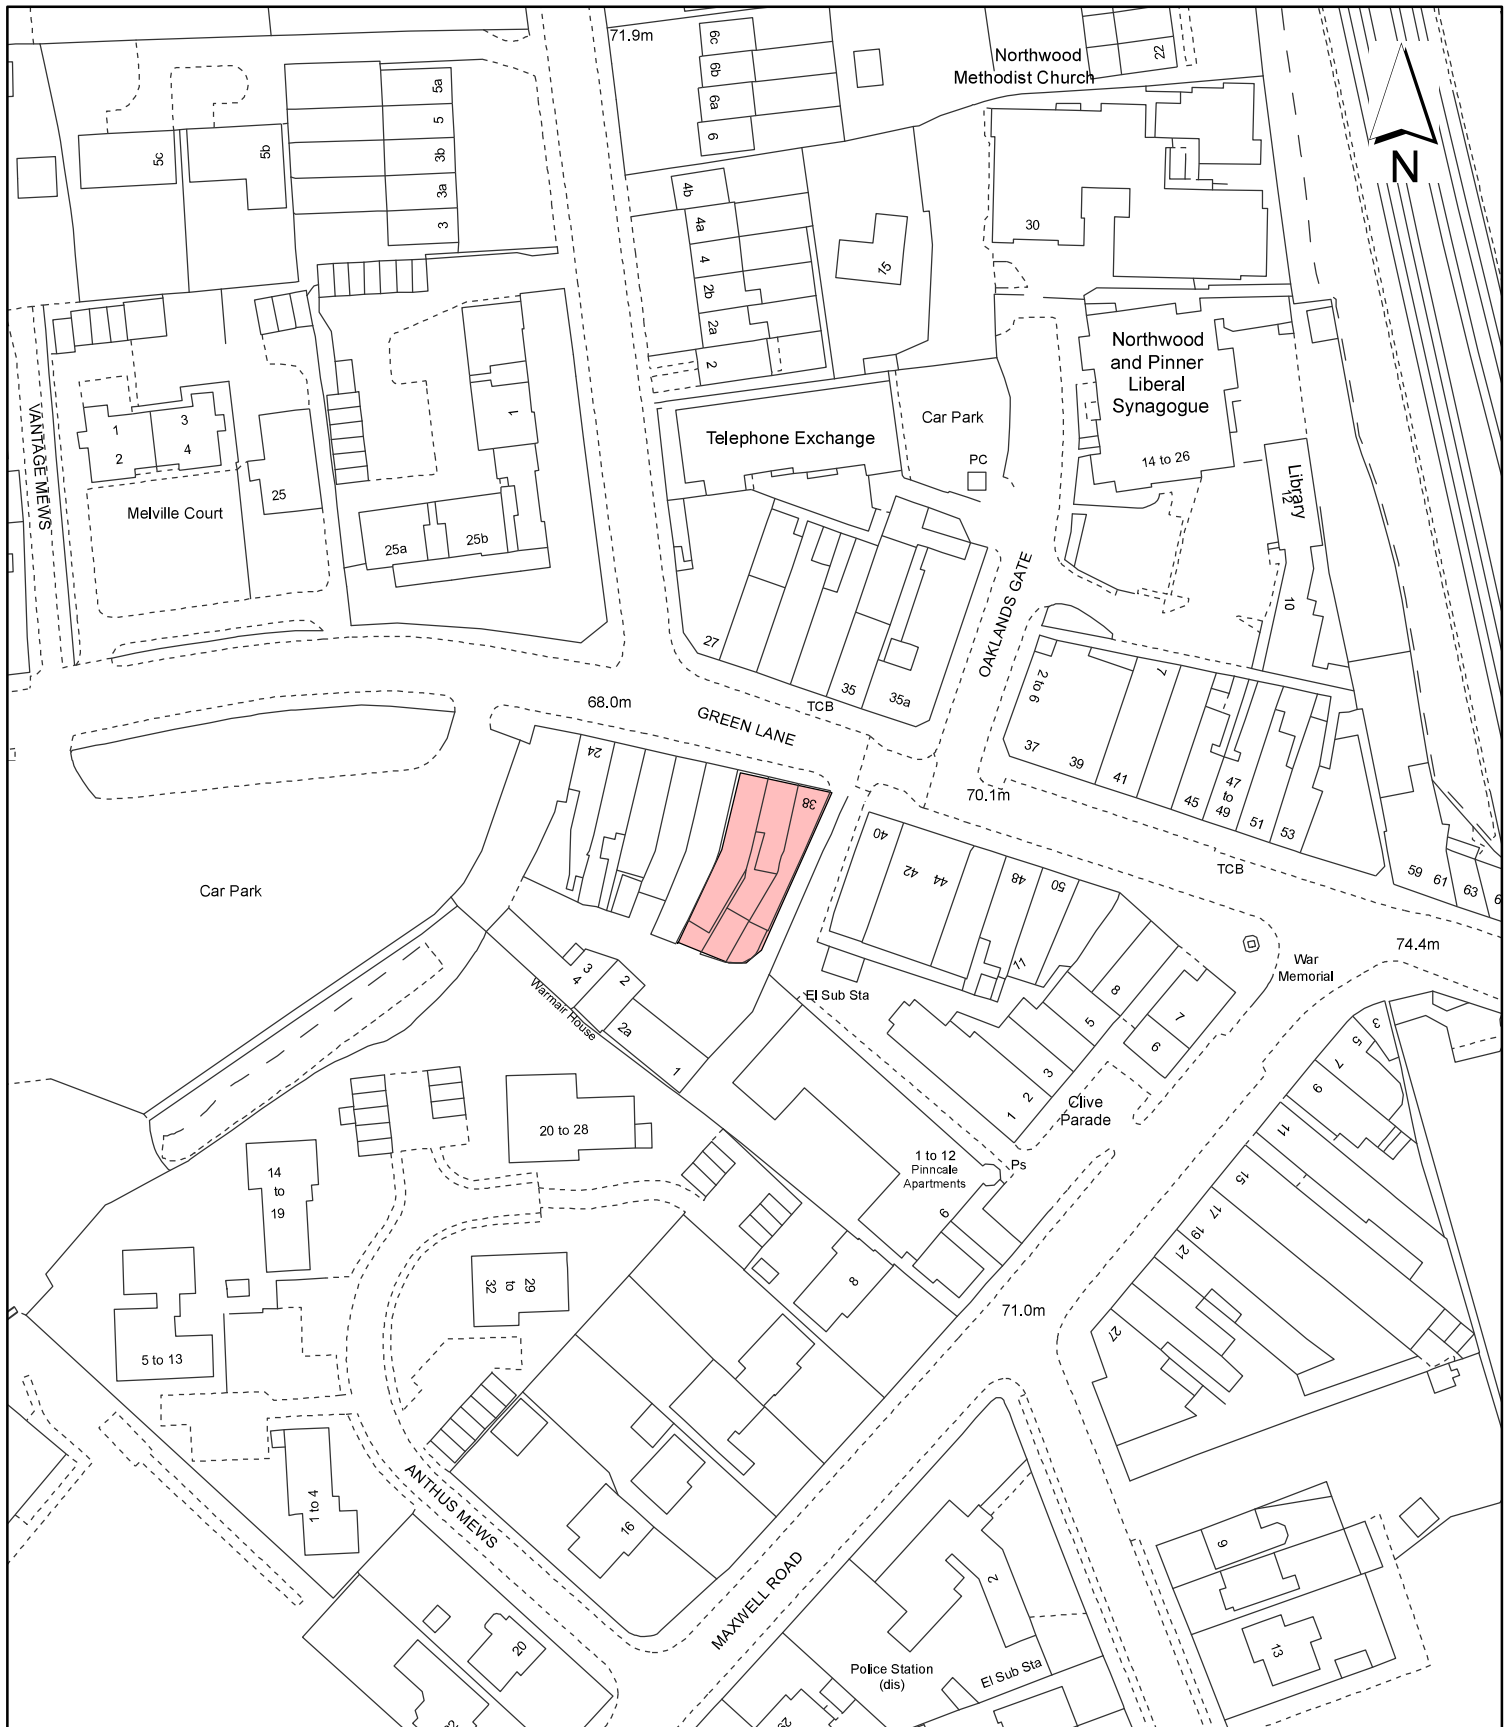 71.9m
6c
6b
6a
6
22
Northwood
Methodist Church
N
5a
5
3b
3a
3
5c
5b
4b
4a
4
2b
2a
2
15
30
Northwood
and Pinner
Liberal
Synagogue
14 to 26
VANTAGE MEWS
1
2
3
4
25
Melville Court
1
25a
25b
Telephone Exchange
Car Park
PC
Library
12
10
27
35
35a
TCB
OAKLANDS GATE
2 to 6
7
37
39
41
45
47
to
49
51
53
68.0m
GREEN LANE
24
38
70.1m
TCB
59
61
63
40
42
44
48
50
11
74.4m
War
Memorial
Car Park
3
4
2
2a
1
Warmair House
El Sub Sta
8
5
7
6
3
2
1
Clive
Parade
3
5
7
9
11
15
17
19
21
27
20 to 28
14
to
19
1 to 12
Pinncale
Apartments
Ps
9
8
29
to
32
71.0m
5 to 13
1 to 4
ANTHUS MEWS
16
20
MAXWELL ROAD
2
Police Station
(dis)
El Sub Sta
9
13